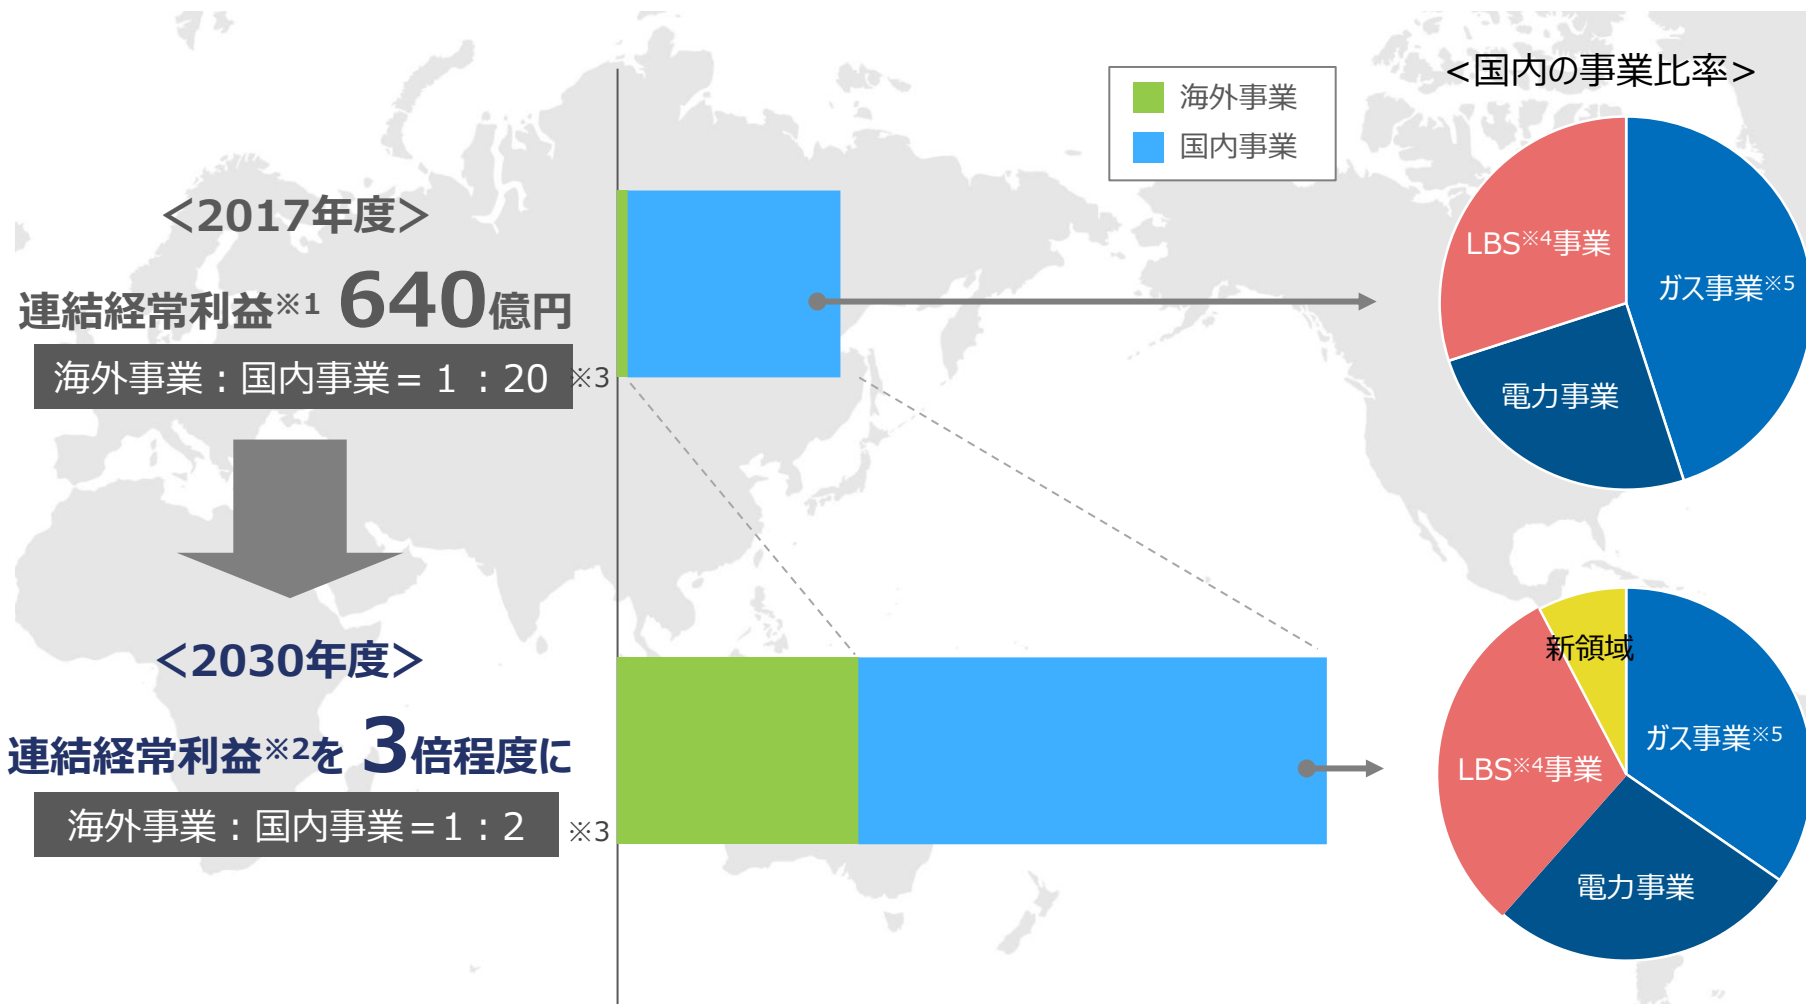 <国内の事業比率>
海外事業
国内事業
<2017年度>
連結経常利益※1 640億円
海外事業：国内事業＝1：20 ※3
LBS※4事業
ガス事業※5
電力事業
<2030年度>
連結経常利益※2を 3倍程度に
海外事業：国内事業＝1：2 ※3
新領域
ガス事業※5
LBS※4事業
電力事業